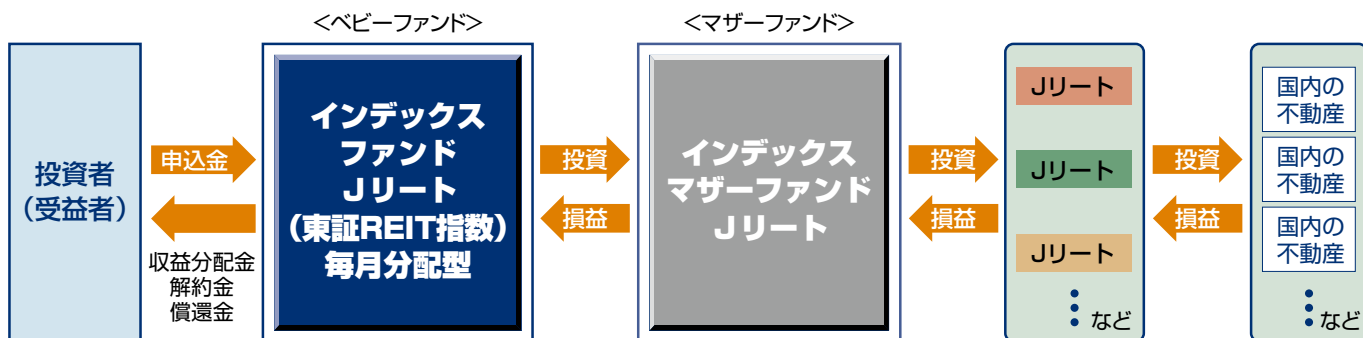 <ベビーファンド>
<マザーファンド>
投資者
（受益者）
申込金
収益分配金
解約金
償還金
インデックス
ファンド
Jリート
（東証REIT指数）
毎月分配型
投資
損益
インデックス
マザーファンド
Jリート
投資
損益
Jリート
Jリート
Jリート
など
投資
損益
国内の
不動産
国内の
不動産
国内の
不動産
など